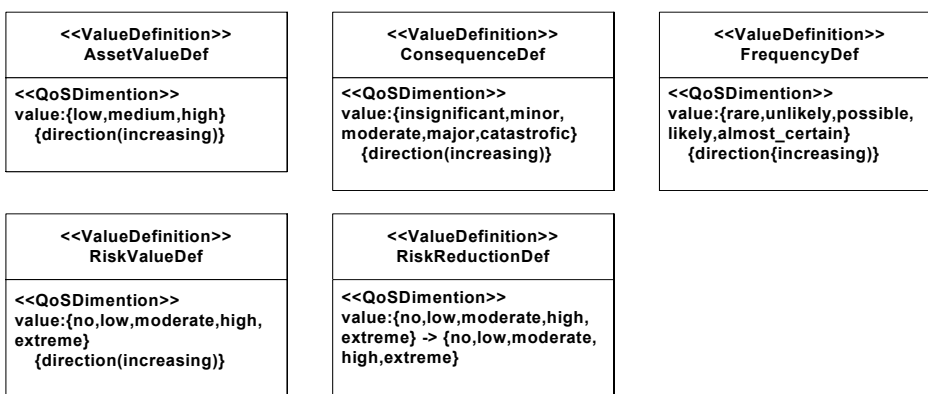 <<ValueDefinition>>
AssetValueDef
<<QoSDimention>>
value:{low,medium,high}
{direction(increasing)}
<<ValueDefinition>>
ConsequenceDef
<<QoSDimention>>
value:{insignificant,minor,
moderate,major,catastrofic}
{direction(increasing)}
<<ValueDefinition>>
FrequencyDef
<<QoSDimention>>
value:{rare,unlikely,possible,
likely,almost_certain}
{direction{increasing)}
<<ValueDefinition>>
RiskValueDef
<<QoSDimention>>
value:{no,low,moderate,high,
extreme}
{direction(increasing)}
<<ValueDefinition>>
RiskReductionDef
<<QoSDimention>>
value:{no,low,moderate,high,
extreme} -> {no,low,moderate,
high,extreme}